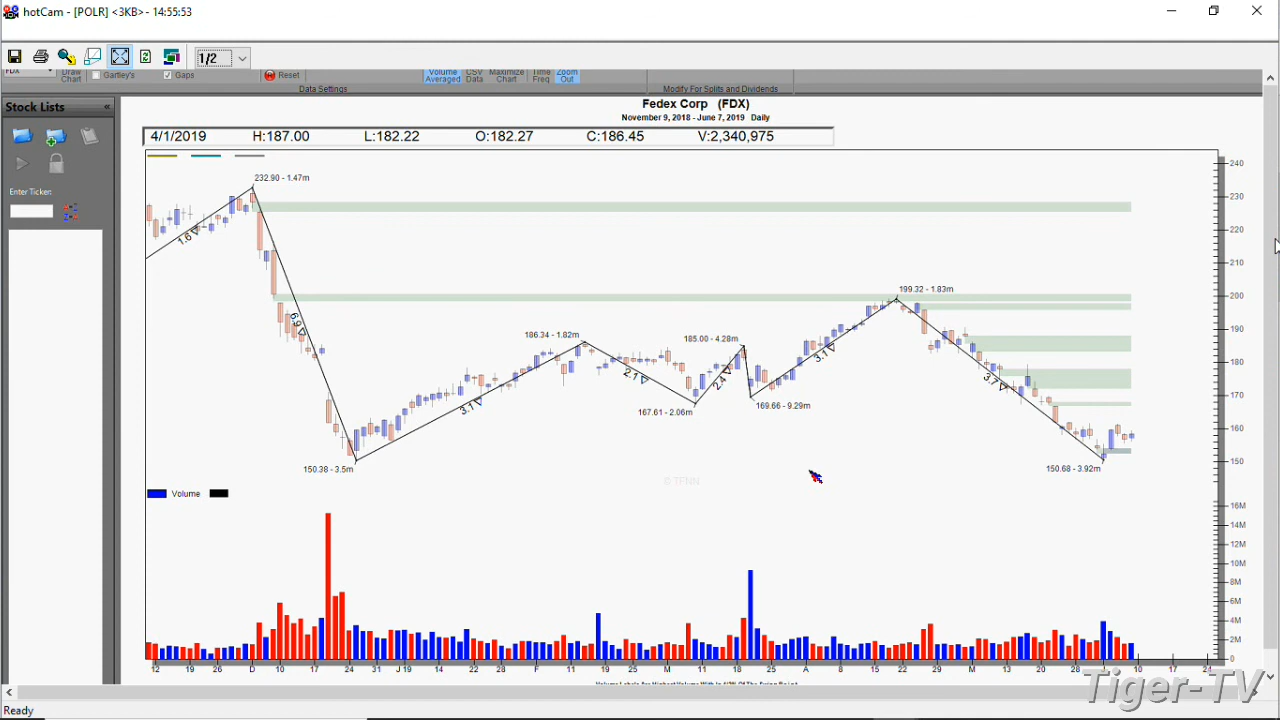 hotCam - [POLR] <3KB> - 14:55:53
1/2
FDX
Draw Chart
Gartley's
Gaps
Reset
Volume Averaged
CSV Data
Maximize Chart
Time Freq
Zoom Out
Data Settings
Modify For Splits and Dividends
Stock Lists «
Enter Ticker:
Fedex Corp (FDX)
November 9, 2018 - June 7, 2019 Daily
4/1/2019 H:187.00 L:182.22 O:182.27 C:186.45 V:2,340,975
232.90 - 1.47m
199.32 - 1.83m
186.34 - 1.82m
185.00 - 4.28m
167.61 - 2.06m
169.66 - 9.29m
150.38 - 3.5m
150.68 - 3.92m
1.6
6.9
3.1
2.1
2.4
3.1
3.7
240
230
220
210
200
190
180
170
160
150
© TFNN
Volume
16M
14M
12M
10M
8M
6M
4M
2M
0
12 19 26 D 10 17 24 31 J 19 14 22 28 F 11 19 25 M 11 18 25 A 8 15 22 29 M 13 20 28 10 17 24
Tiger-TV
Ready